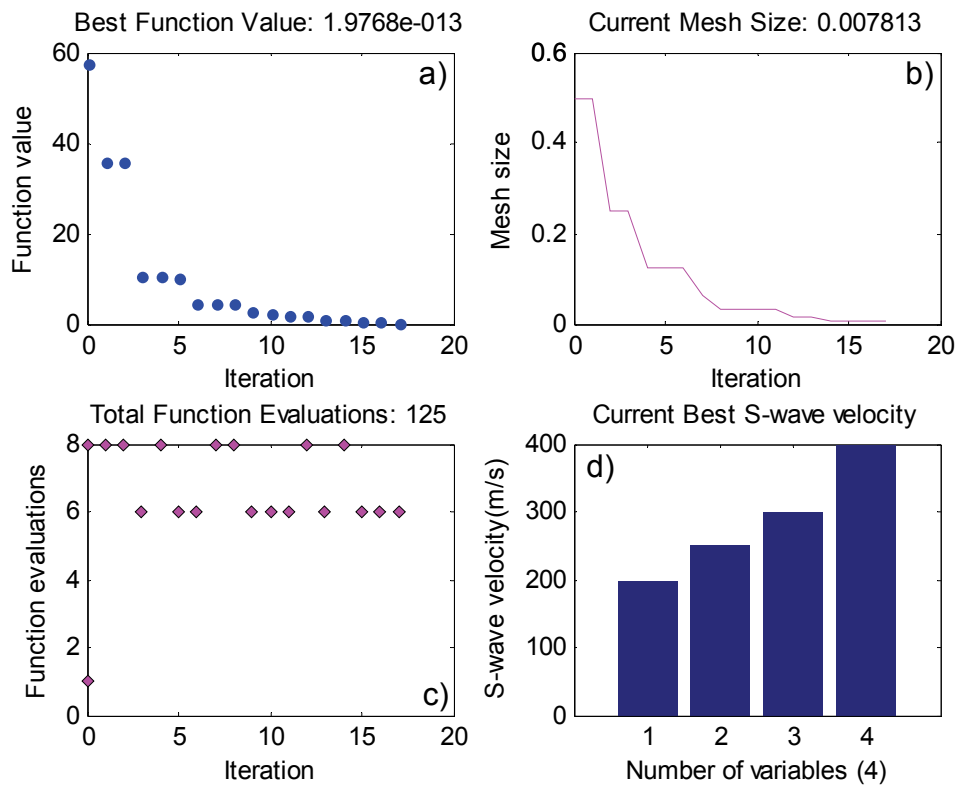 Best Function Value: 1.9768e-013
a)
Function value
60
40
20
0
0 5 10 15 20
Iteration
Current Mesh Size: 0.007813
b)
Mesh size
0.6
0.4
0.2
0
0 5 10 15 20
Iteration
Total Function Evaluations: 125
Function evaluations
8
6
4
2
0
c)
0 5 10 15 20
Iteration
Current Best S-wave velocity
d)
S-wave velocity(m/s)
400
300
200
100
0
1 2 3 4
Number of variables (4)